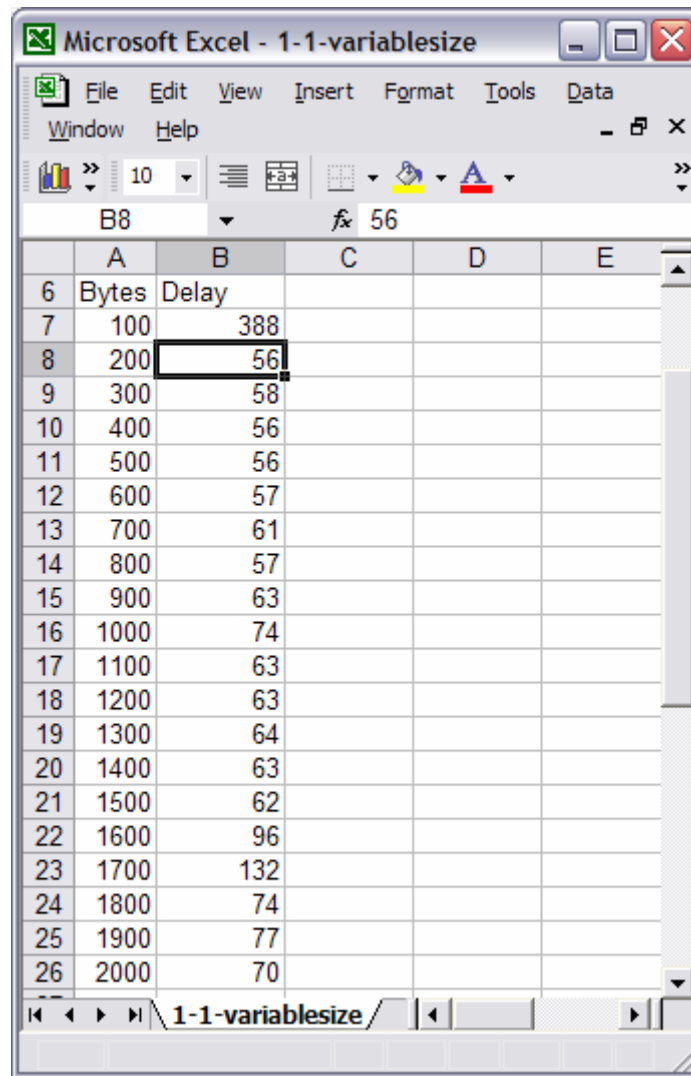 Microsoft Excel - 1-1-variablesize
File Edit View Insert Format Tools Data
Window Help
10 A
B8 fx 56
A B C D E
6 Bytes Delay
7 100 388
8 200 56
9 300 58
10 400 56
11 500 56
12 600 57
13 700 61
14 800 57
15 900 63
16 1000 74
17 1100 63
18 1200 63
19 1300 64
20 1400 63
21 1500 62
22 1600 96
23 1700 132
24 1800 74
25 1900 77
26 2000 70
1-1-variablesize